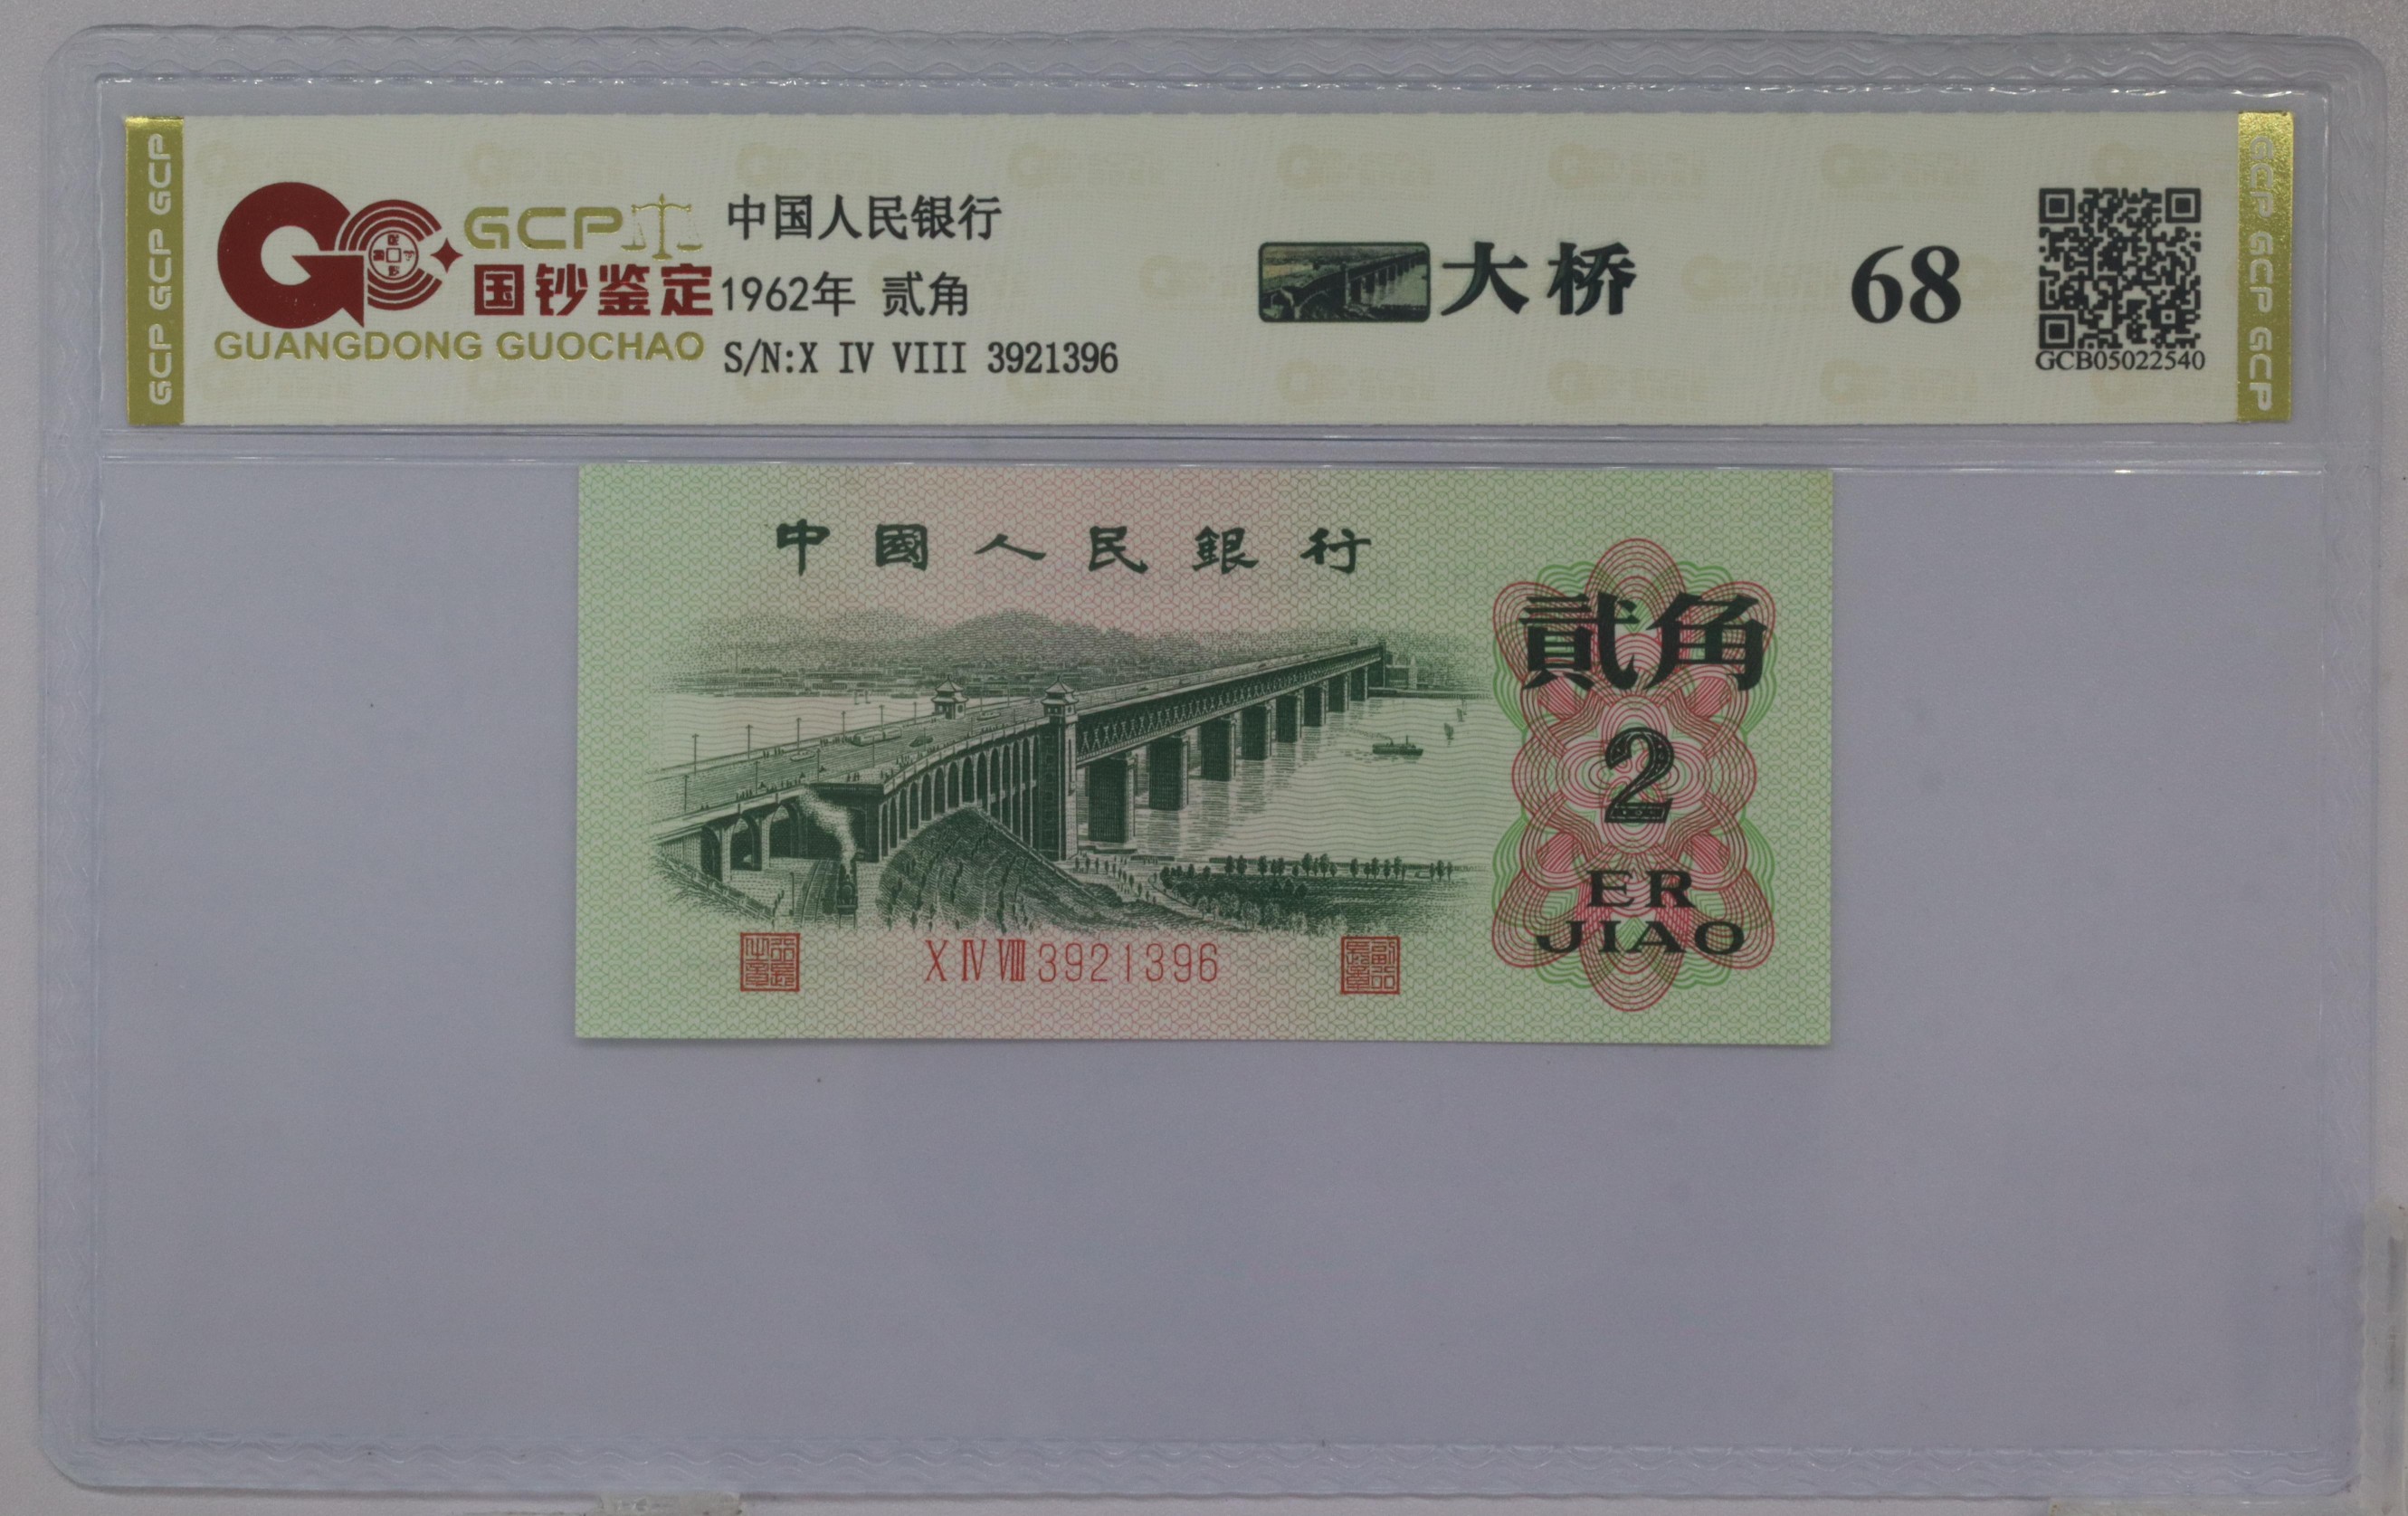 GCP GCP GCP
GCP
国钞鉴定
GUANGDONG GUOCHAO
中国人民银行
1962年 贰角
S/N:X IV VIII 3921396
大桥
68
GCB05022540
GCP GCP GCP
中國人民銀行
貳角
2
ER
JIAO
X IV VIII 3921396